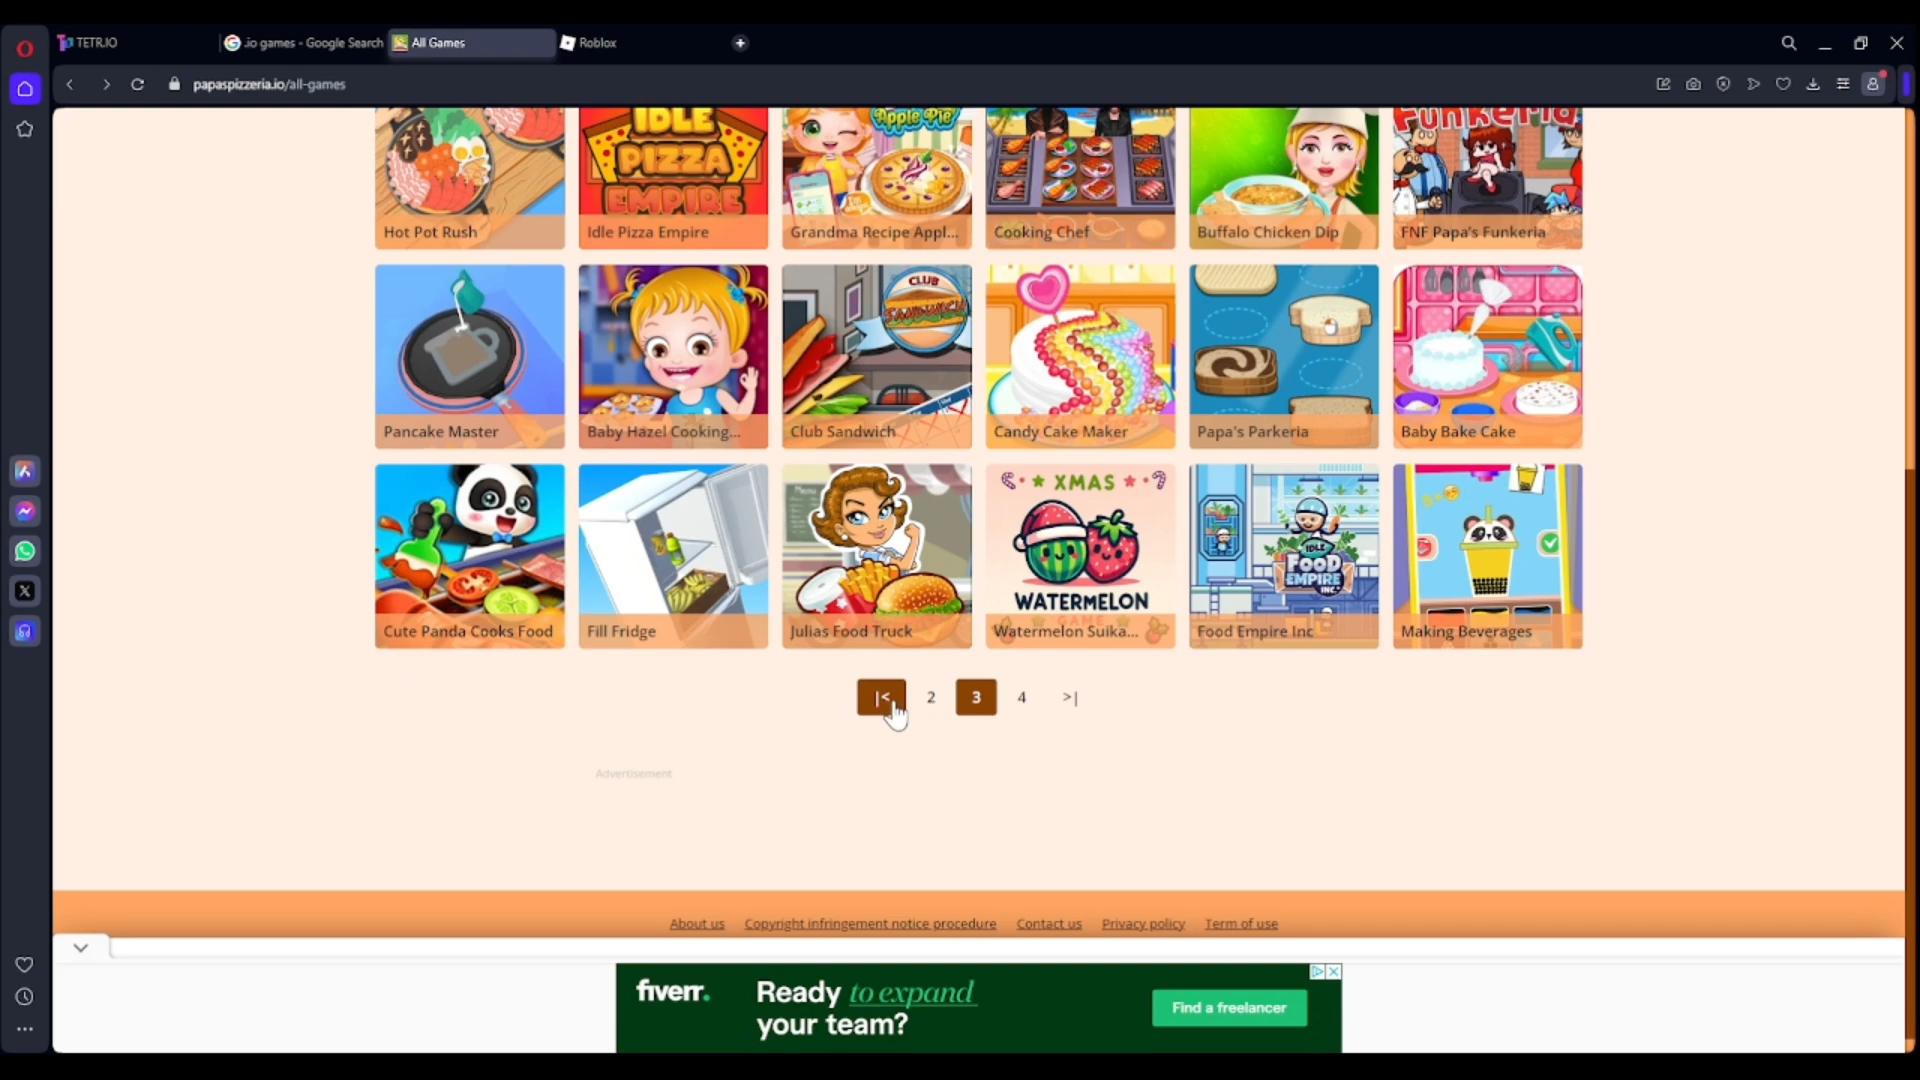 TETR.IO
.io games - Google Search
All Games
Roblox
papaspizzeria.io/all-games
IDLE
PIZZA
EMPIRE
Apple Pie
Funkeria
Hot Pot Rush
Idle Pizza Empire
Grandma Recipe Appl...
Cooking Chef
Buffalo Chicken Dip
FNF Papa's Funkeria
CLUB
SANDWICH
Pancake Master
Baby Hazel Cooking...
Club Sandwich
Candy Cake Maker
Papa's Parkeria
Baby Bake Cake
Menu
XMAS
WATERMELON
GAME
IDLE
FOOD
EMPIRE
INC.
Cute Panda Cooks Food
Fill Fridge
Julias Food Truck
Watermelon Suika...
Food Empire Inc
Making Beverages
|< 2 3 4 >|
Advertisement
About us Copyright infringement notice procedure Contact us Privacy policy Term of use
fiverr.
Ready to expand
your team?
Find a freelancer